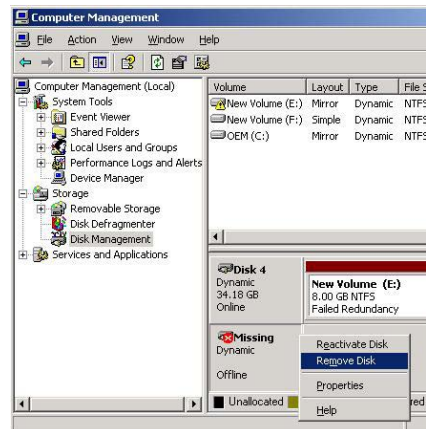 Computer Management
File Action View Window Help
Computer Management (Local)
System Tools
Event Viewer
Shared Folders
Local Users and Groups
Performance Logs and Alerts
Device Manager
Storage
Removable Storage
Disk Defragmenter
Disk Management
Services and Applications
Volume Layout Type File S
New Volume (E:) Mirror Dynamic NTFS
New Volume (F:) Simple Dynamic NTFS
OEM (C:) Mirror Dynamic NTFS
Disk 4
Dynamic
34.18 GB
Online
New Volume (E:)
8.00 GB NTFS
Failed Redundancy
Missing
Dynamic
Offline
Reactivate Disk
Remove Disk
Properties
Help
Unallocated
red